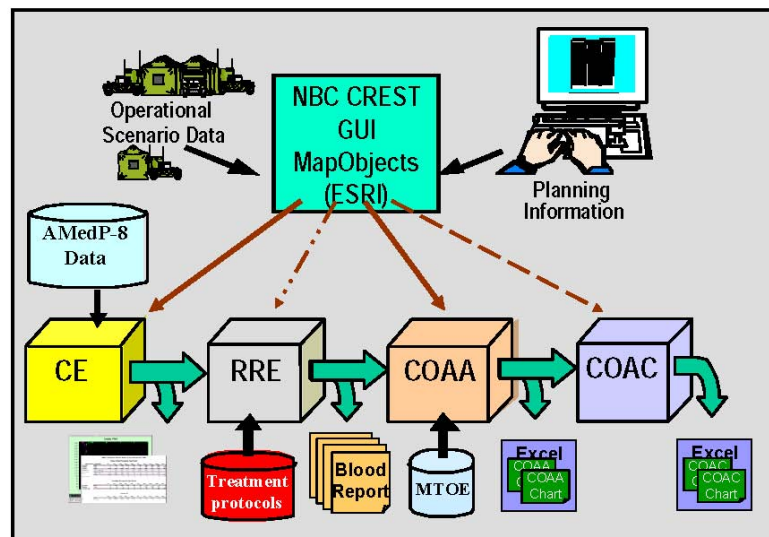 Operational
Scenario Data
NBC CREST
GUI
MapObjects
(ESRI)
Planning
Information
AMedP-8
Data
CE
RRE
COAA
COAC
Treatment
protocols
Blood
Report
MTOE
Excel
COAA
COAA
Chart
Excel
COAC
COAC
Chart